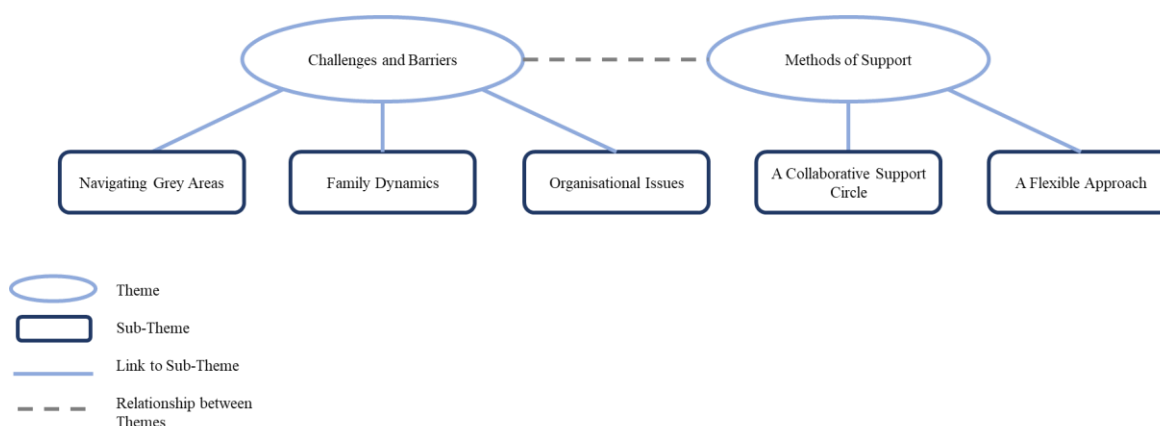 Challenges and Barriers
Methods of Support
Navigating Grey Areas
Family Dynamics
Organisational Issues
A Collaborative Support
Circle
A Flexible Approach
Theme
Sub-Theme
Link to Sub-Theme
Relationship between
Themes